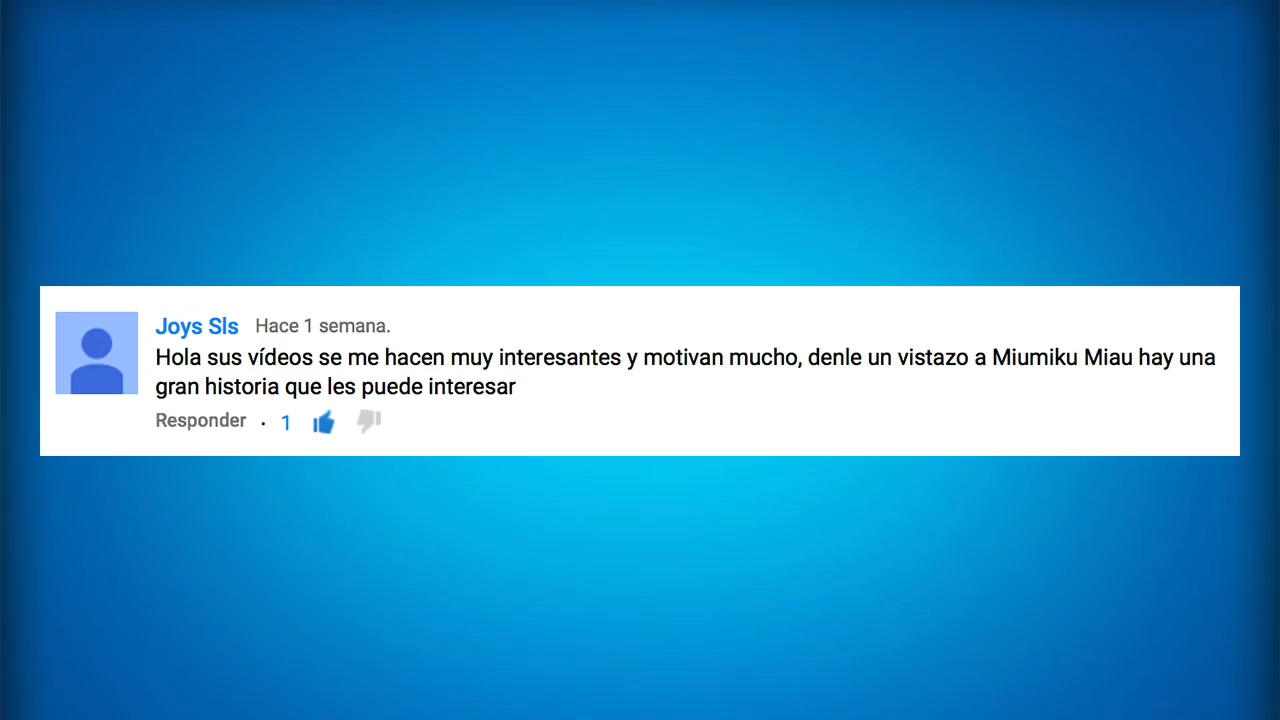 Joys Sls Hace 1 semana.
Hola sus vídeos se me hacen muy interesantes y motivan mucho, denle un vistazo a Miumiku Miau hay una
gran historia que les puede interesar
Responder · 1